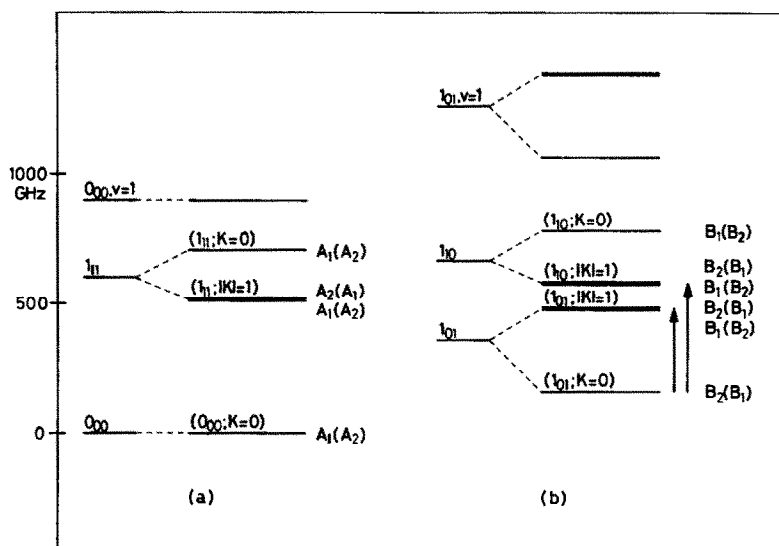 1₀₁,v=1
1000
GHz
0₀₀,v=1
(1₁₀;K=0)
B₁(B₂)
(1₁₁;K=0)
A₁(A₂)
1₁₀
1₁₁
(1₁₀;|K|=1)
B₂(B₁)
B₁(B₂)
(1₁₁;|K|=1)
A₂(A₁)
A₁(A₂)
(1₀₁;|K|=1)
B₂(B₁)
B₁(B₂)
500
1₀₁
(1₀₁;K=0)
B₂(B₁)
0₀₀
(0₀₀;K=0)
A₁(A₂)
0
(a)
(b)